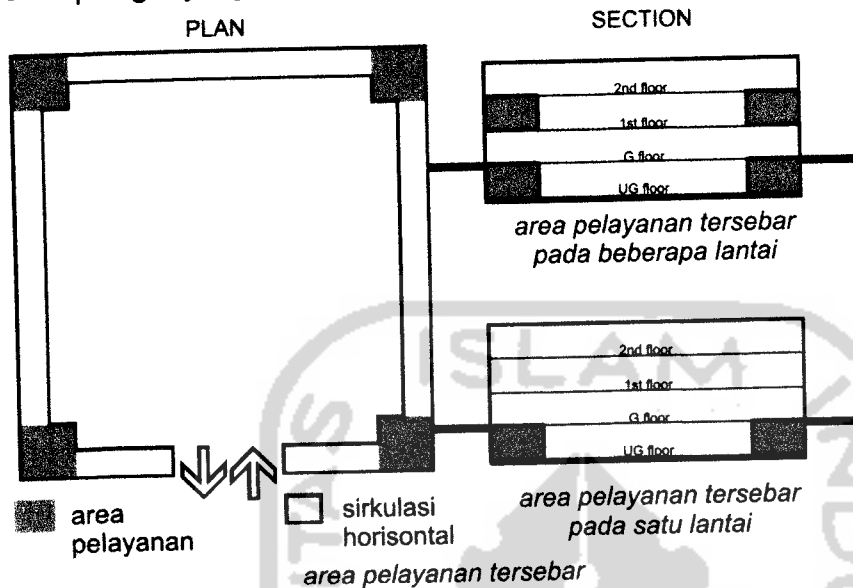 PLAN
SECTION
2nd floor
1st floor
G floor
UG floor
area pelayanan tersebar
pada beberapa lantai
2nd floor
1st floor
G floor
UG floor
area pelayanan tersebar
pada satu lantai
area
pelayanan
sirkulasi
horisontal
area pelayanan tersebar
ISLAM